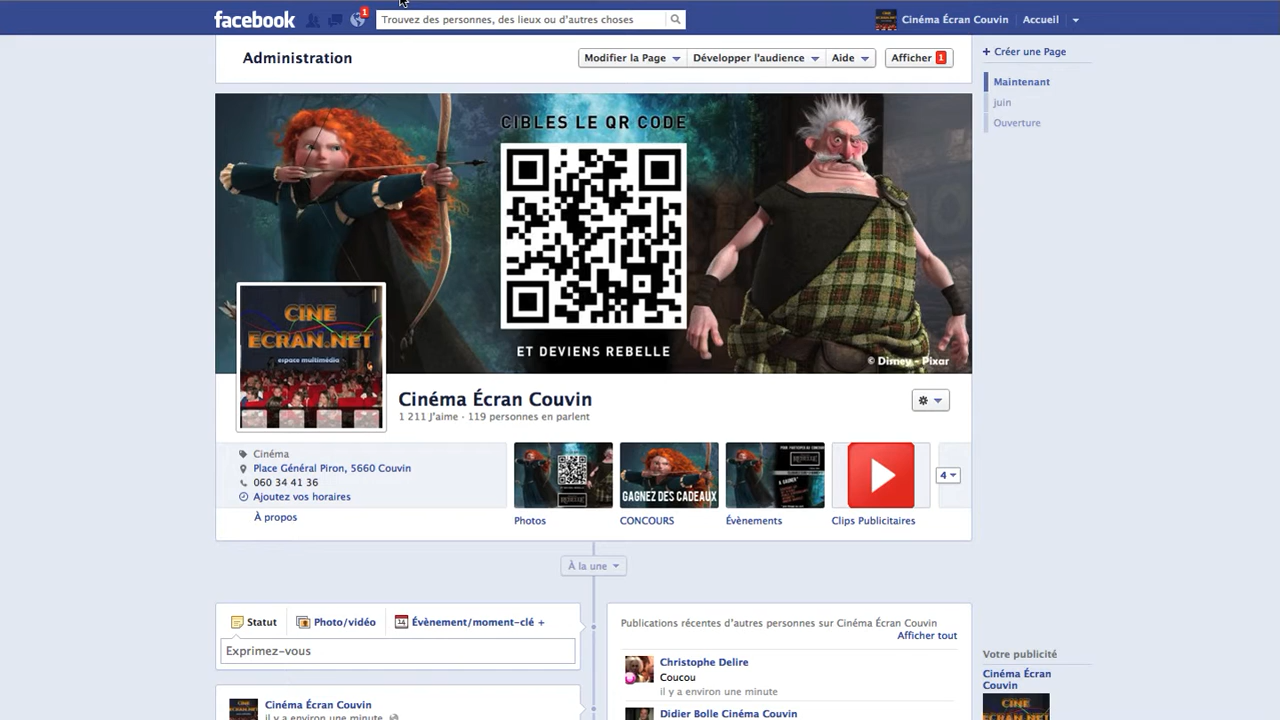 facebook
1
Trouvez des personnes, des lieux ou d'autres choses
Cinéma Écran Couvin
Accueil
Administration
Modifier la Page
Développer l'audience
Aide
Afficher 1
+ Créer une Page
Maintenant
Juin
Ouverture
CIBLES LE QR CODE
ET DEVIENS REBELLE
© Disney - Pixar
CINE
ECRAN.NET
espace multimédia
Cinéma Écran Couvin
1 211 J'aime · 119 personnes en parlent
Cinéma
Place Général Piron, 5660 Couvin
060 34 41 36
Ajoutez vos horaires
À propos
GAGNEZ DES CADEAUX
4
Photos
CONCOURS
Évènements
Clips Publicitaires
À la une
Statut
Photo/vidéo
Évènement/moment-clé +
Exprimez-vous
Cinéma Écran Couvin
il y a environ une minute
Publications récentes d'autres personnes sur Cinéma Écran Couvin
Afficher tout
Christophe Delire
Coucou
il y a environ une minute
Didier Bolle Cinéma Couvin
Votre publicité
Cinéma Écran
Couvin
CINE